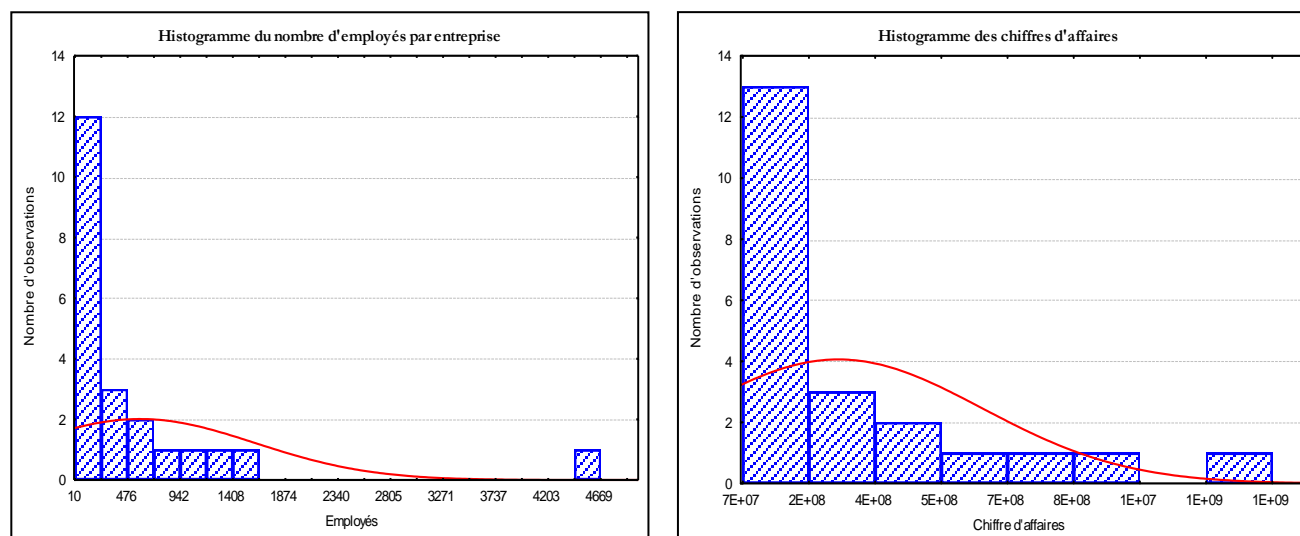 Histogramme du nombre d'employés par entreprise
14
12
10
8
6
4
2
0
Nombre d'observations
10 476 942 1408 1874 2340 2805 3271 3737 4203 4669
Employés
Histogramme des chiffres d'affaires
14
12
10
8
6
4
2
0
Nombre d'observations
7E+07 2E+08 4E+08 5E+08 7E+08 8E+08 1E+07 1E+09 1E+09
Chiffre d'affaires